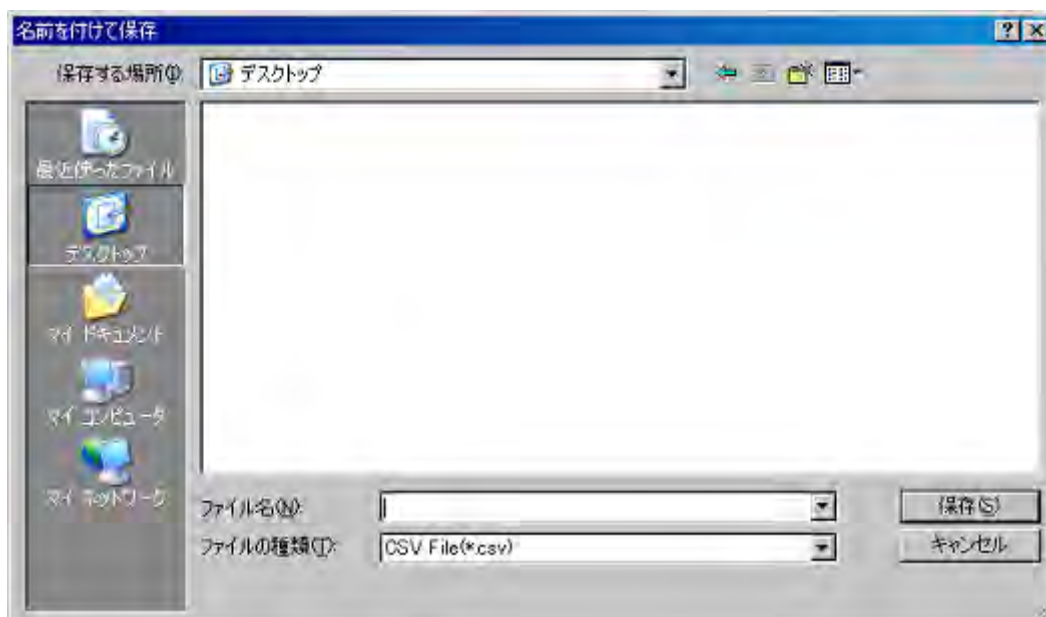 名前を付けて保存
保存する場所(I):
デスクトップ
最近使ったファイル
デスクトップ
マイ ドキュメント
マイ コンピュータ
マイ ネットワーク
ファイル名(N):
保存(S)
ファイルの種類(T):
CSV File(*.csv)
キャンセル